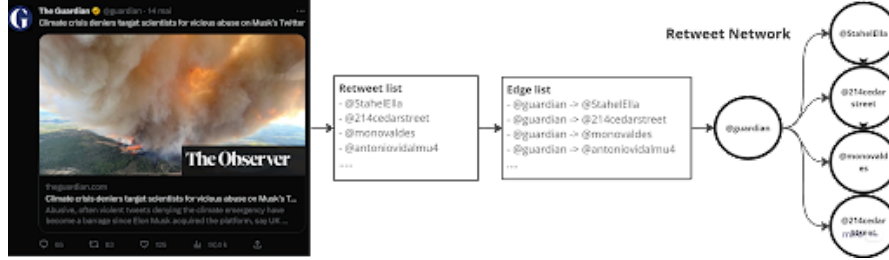 The Guardian @guardian · 14 mai
Climate crisis deniers target scientists for vicious abuse on Musk's Twitter
The Observer
theguardian.com
Climate crisis deniers target scientists for vicious abuse on Musk's T...
Abusive, often violent tweets denying the climate emergency have
become a barrage since Elon Musk acquired the platform, say UK ...
Retweet list
- @StahelElla
- @214cedarstreet
- @monovaldes
- @antoniovidalmu4
....
Edge list
- @guardian -> @StahelElla
- @guardian -> @214cedarstreet
- @guardian -> @monovaldes
- @guardian -> @antoniovidalmu4
...
Retweet Network
@guardian
@StahelElla
@214cedar
street
@monovald
es
@214cedar